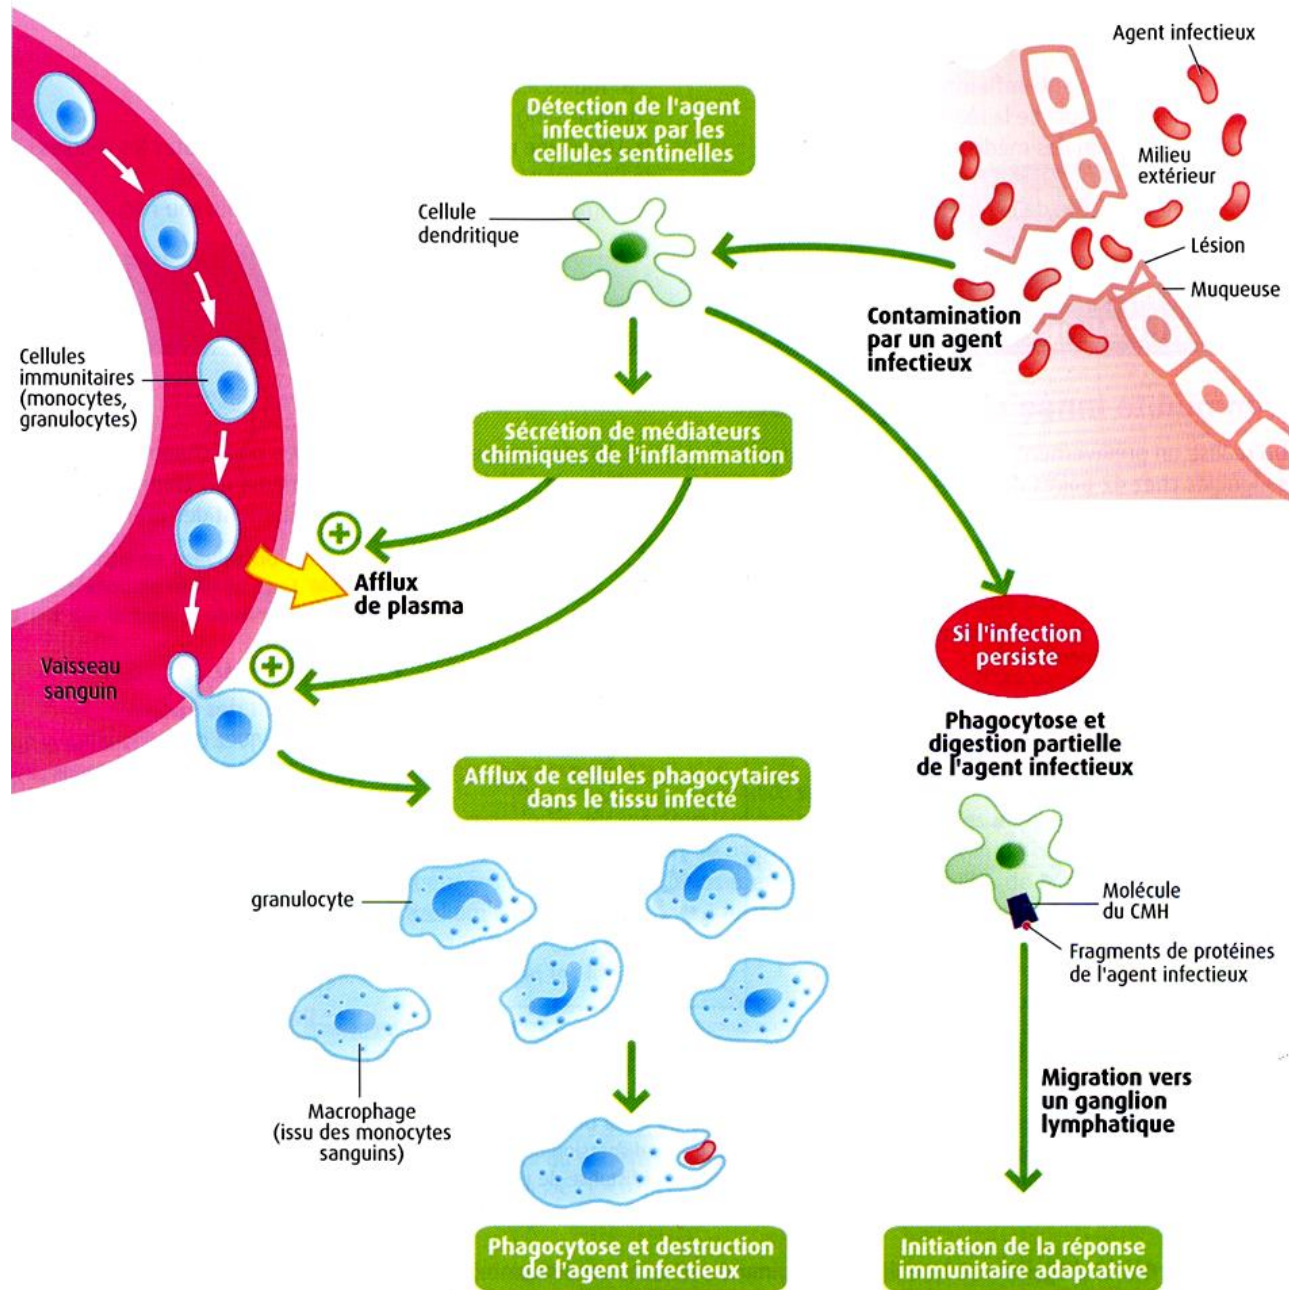 Agent infectieux
Détection de l'agent
infectieux par les
cellules sentinelles
Milieu
extérieur
Cellule
dendritique
Lésion
Muqueuse
Contamination
par un agent
infectieux
Cellules
immunitaires
(monocytes,
granulocytes)
Sécrétion de médiateurs
chimiques de l'inflammation
+
Afflux
de plasma
Si l'infection
persiste
+
Vaisseau
sanguin
Phagocytose et
digestion partielle
de l'agent infectieux
Afflux de cellules phagocytaires
dans le tissu infecté
granulocyte
Molécule
du CMH
Fragments de protéines
de l'agent infectieux
Migration vers
un ganglion
lymphatique
Macrophage
(issu des monocytes
sanguins)
Phagocytose et destruction
de l'agent infectieux
Initiation de la réponse
immunitaire adaptative